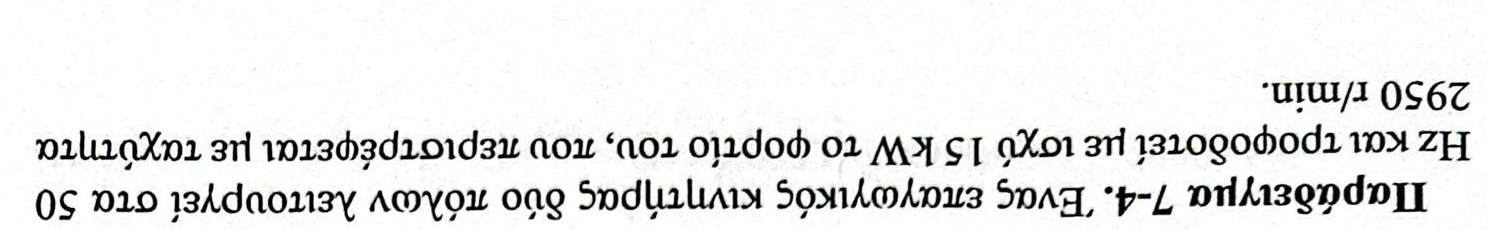 Παράδειγμα 7-4. Ένας επαγωγικός κινητήρας δύο πόλων λειτουργεί στα 50
Hz και τροφοδοτεί με ισχύ 15 kW το φορτίο του, που περιστρέφεται με ταχύτητα
2950 r/min.